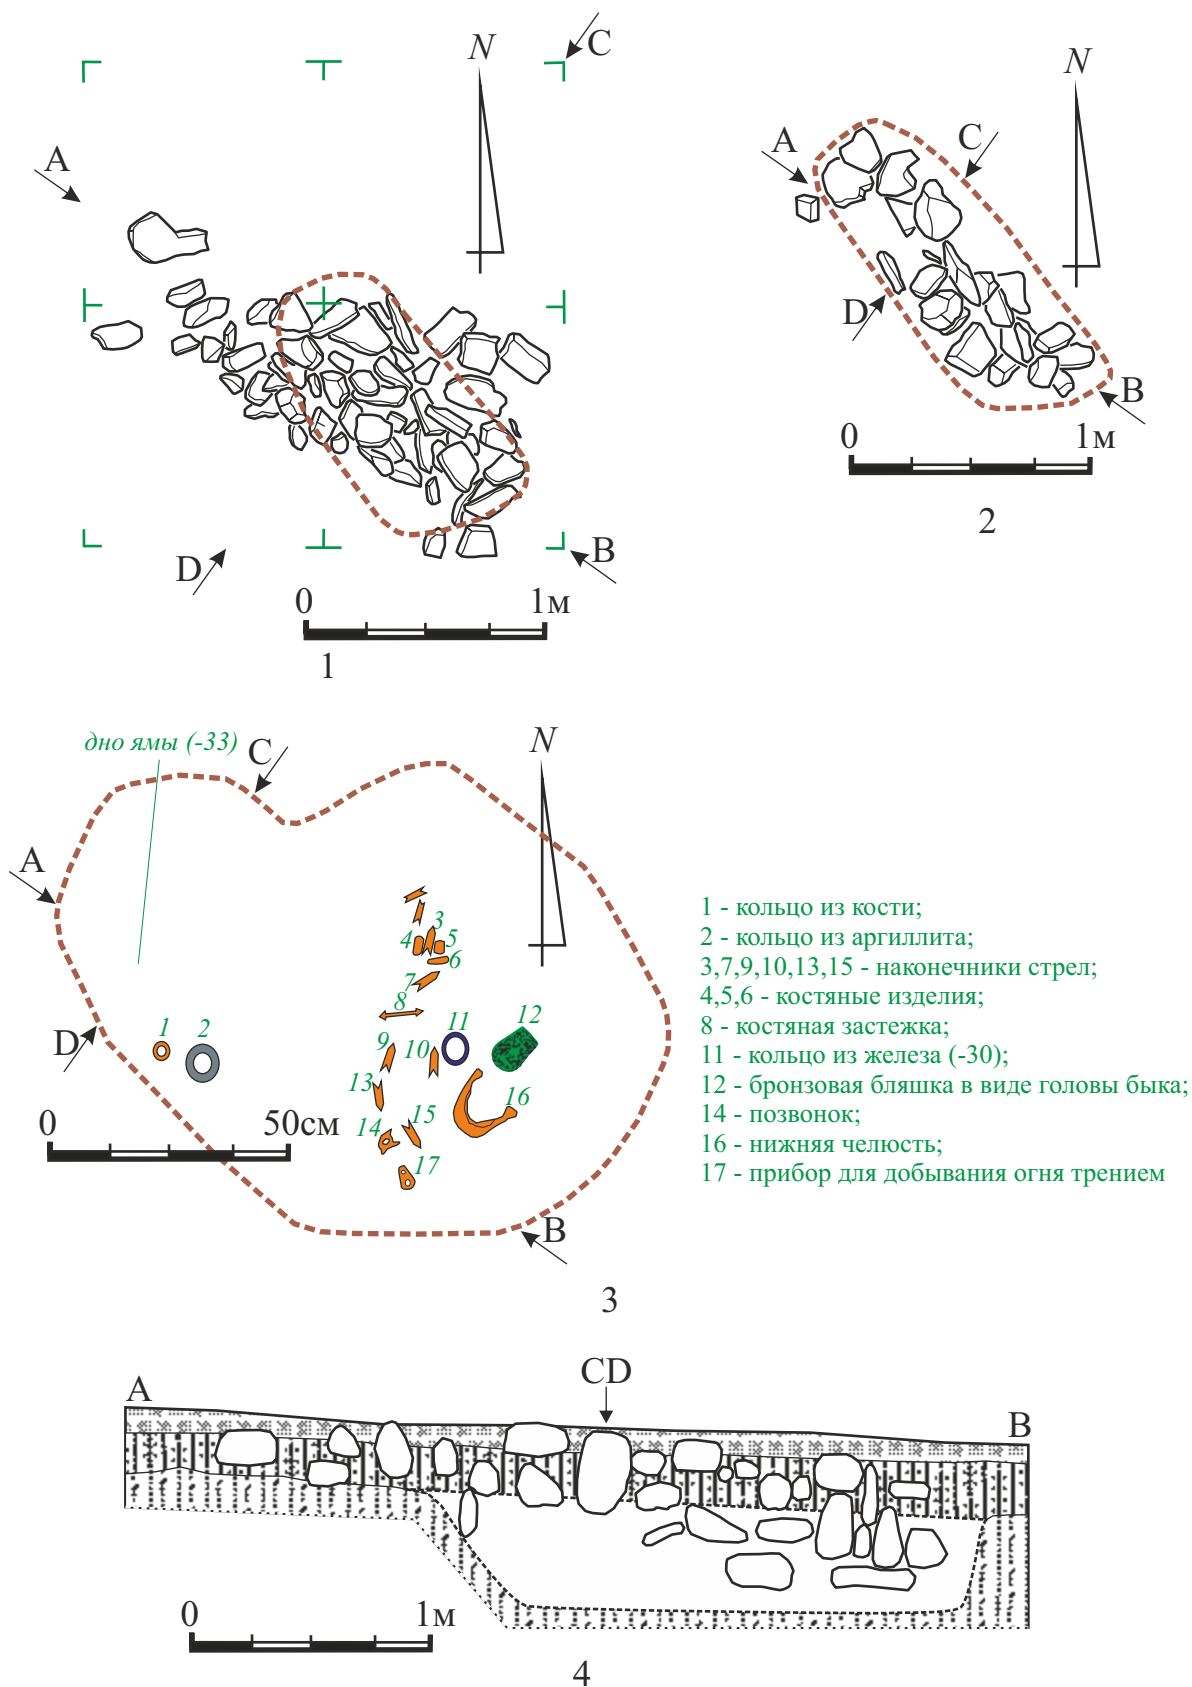 C
N
A
D
B
0 1м
1
N
A
C
D
B
0 1м
2
дно ямы (-33)
C
N
A
D
B
1
2
3
4
5
6
7
8
9
10
11
12
13
14
15
16
17
0 50см
1 - кольцо из кости;
2 - кольцо из аргиллита;
3,7,9,10,13,15 - наконечники стрел;
4,5,6 - костяные изделия;
8 - костяная застежка;
11 - кольцо из железа (-30);
12 - бронзовая бляшка в виде головы быка;
14 - позвонок;
16 - нижняя челюсть;
17 - прибор для добывания огня трением
3
A
CD
B
0 1м
4